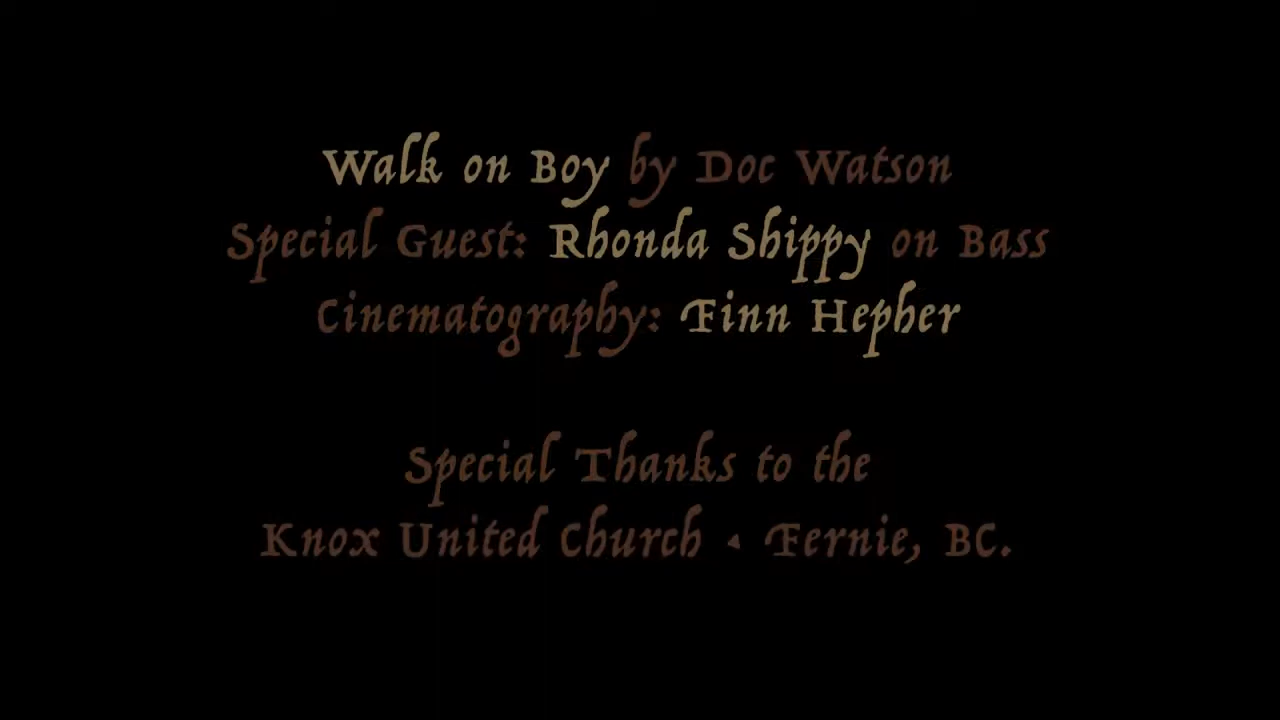 Walk on Boy by Doc Watson
Special Guest: Rhonda Shippy on Bass
Cinematography: Finn Hepher
Special Thanks to the
Knox United Church • Fernie, BC.